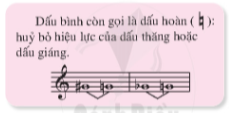 Dấu bình còn gọi là dấu hoàn ( ♮ ):
huỷ bỏ hiệu lực của dấu thăng hoặc
dấu giáng.